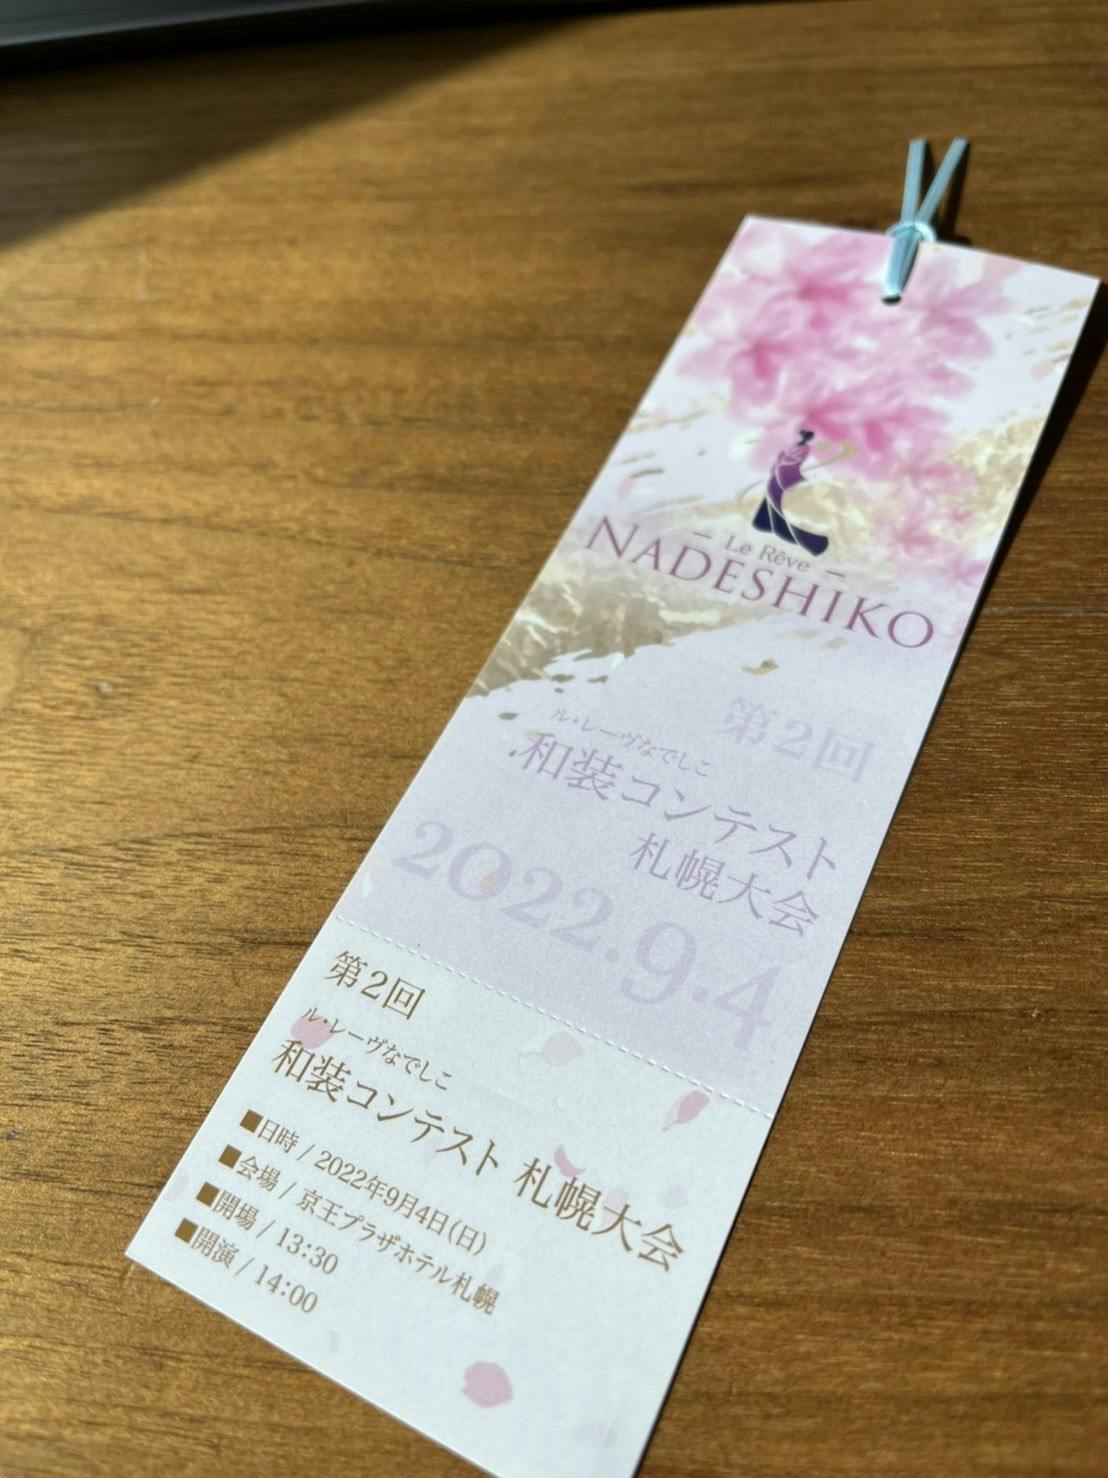 Le Rêve
NADESHIKO
第2回
ル・レーヴなでしこ
和装コンテスト
札幌大会
2022.9.4
第2回
ル・レーヴなでしこ
和装コンテスト 札幌大会
■日時 / 2022年9月4日(日)
■会場 / 京王プラザホテル札幌
■開場 / 13:30
■開演 / 14:00